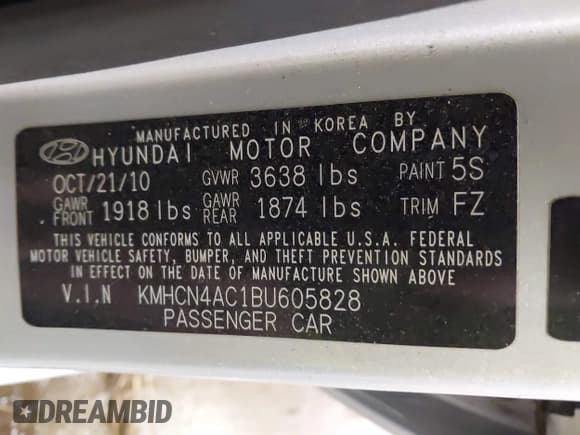 MANUFACTURED IN KOREA BY
HYUNDAI MOTOR COMPANY
OCT/21/10 GVWR 3638 lbs PAINT 5S
GAWR FRONT 1918 lbs GAWR REAR 1874 lbs TRIM FZ
THIS VEHICLE CONFORMS TO ALL APPLICABLE U.S.A. FEDERAL
MOTOR VEHICLE SAFETY, BUMPER, AND THEFT PREVENTION STANDARDS
IN EFFECT ON THE DATE OF MANUFACTURE SHOWN ABOVE
V.I.N KMHCN4AC1BU605828
PASSENGER CAR
DREAMBID